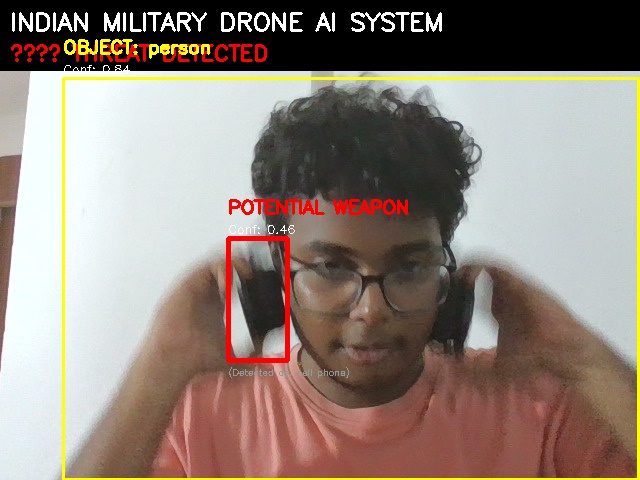 INDIAN MILITARY DRONE AI SYSTEM
???? THREAT DETECTED
OBJECT: person
Conf: 0.84
POTENTIAL WEAPON
Conf: 0.46
(Detected as cell phone)